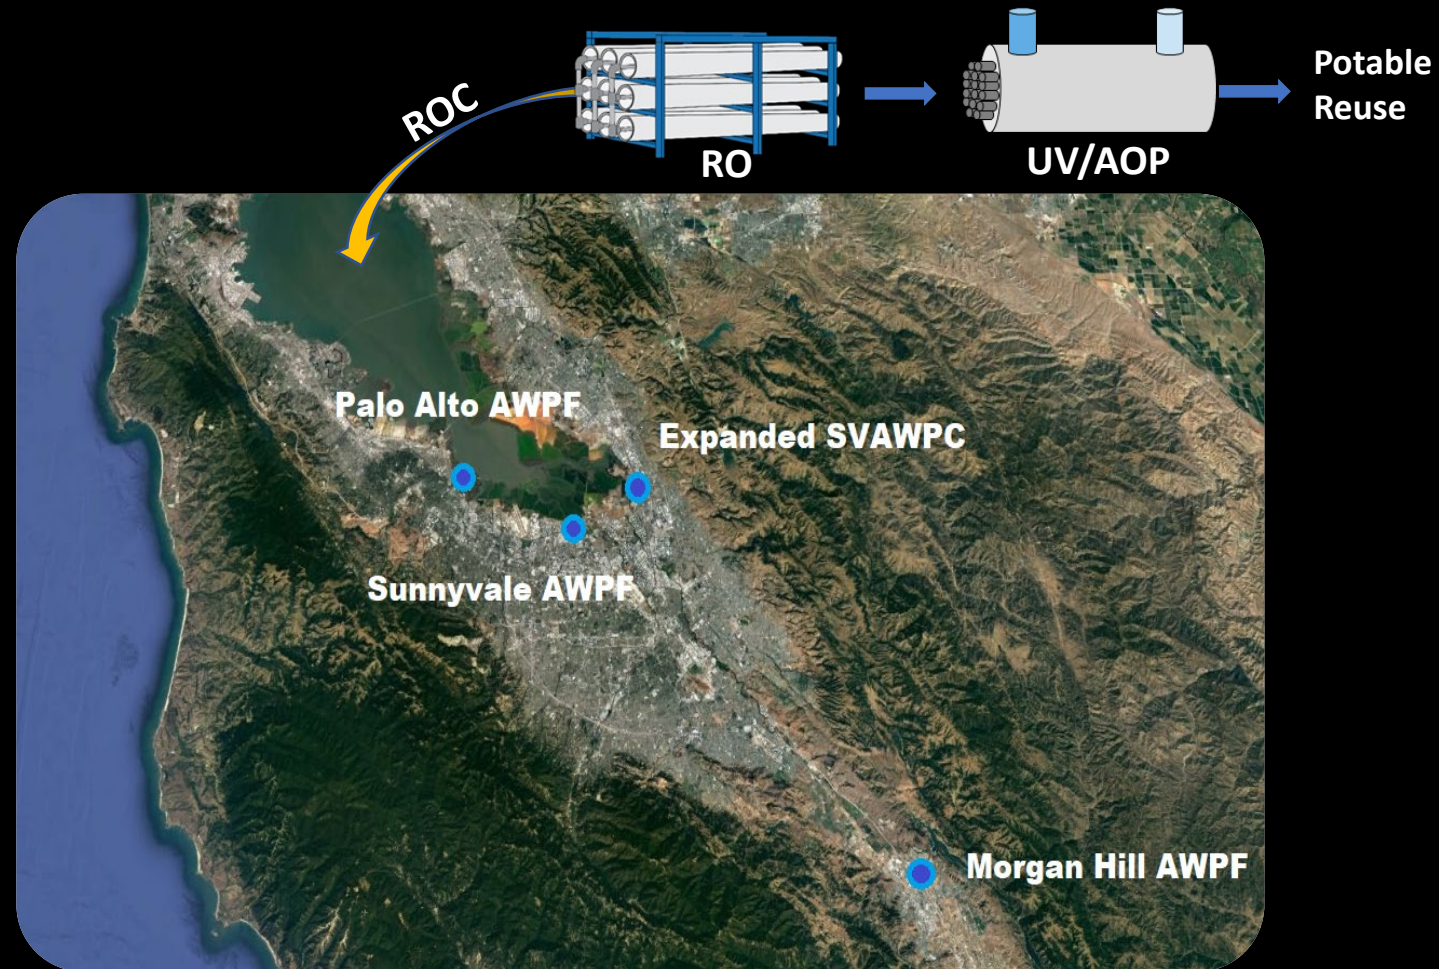 ROC
RO
UV/AOP
Potable
Reuse
Palo Alto AWPF
Expanded SVAWPC
Sunnyvale AWPF
Morgan Hill AWPF